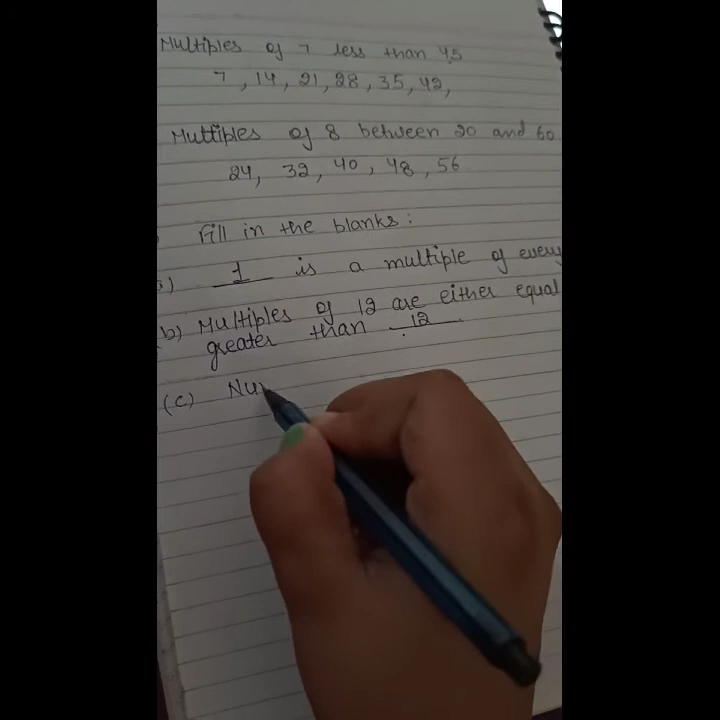 Multiples of 7 less than 45
7, 14, 21, 28, 35, 42,
Multiples of 8 between 20 and 60
24, 32, 40, 48, 56
Fill in the blanks:
1 is a multiple of every
(b) Multiples of 12 are either equal
greater than 12
(c) Nu